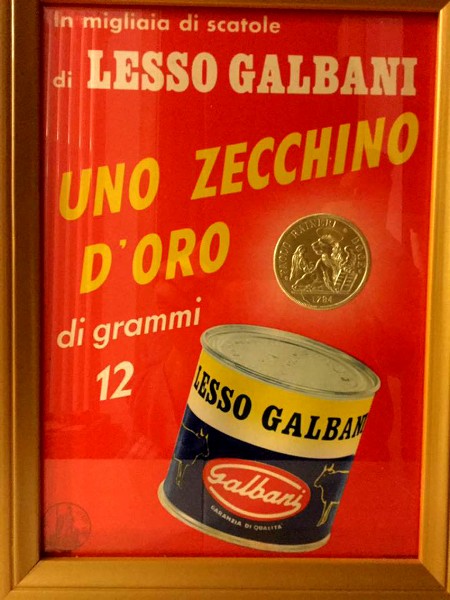 In migliaia di scatole
di LESSO GALBANI
UNO ZECCHINO
D'ORO
di grammi
12
1784
LESSO GALBANI
Galbani
GARANZIA DI QUALITÀ